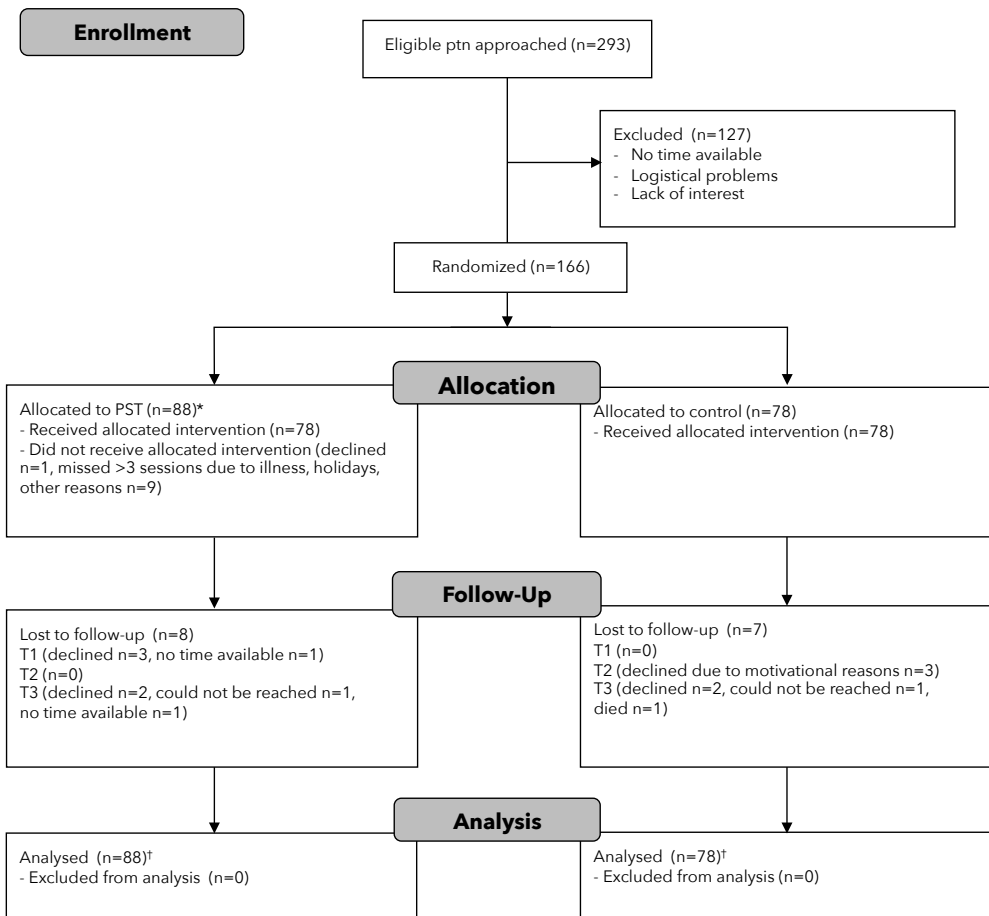 Enrollment
Eligible ptn approached (n=293)
Excluded (n=127)
- No time available
- Logistical problems
- Lack of interest
Randomized (n=166)
Allocation
Allocated to PST (n=88)*
- Received allocated intervention (n=78)
- Did not receive allocated intervention (declined
n=1, missed >3 sessions due to illness, holidays,
other reasons n=9)
Allocated to control (n=78)
- Received allocated intervention (n=78)
Follow-Up
Lost to follow-up (n=8)
T1 (declined n=3, no time available n=1)
T2 (n=0)
T3 (declined n=2, could not be reached n=1,
no time available n=1)
Lost to follow-up (n=7)
T1 (n=0)
T2 (declined due to motivational reasons n=3)
T3 (declined n=2, could not be reached n=1,
died n=1)
Analysis
Analysed (n=88)†
- Excluded from analysis (n=0)
Analysed (n=78)†
- Excluded from analysis (n=0)